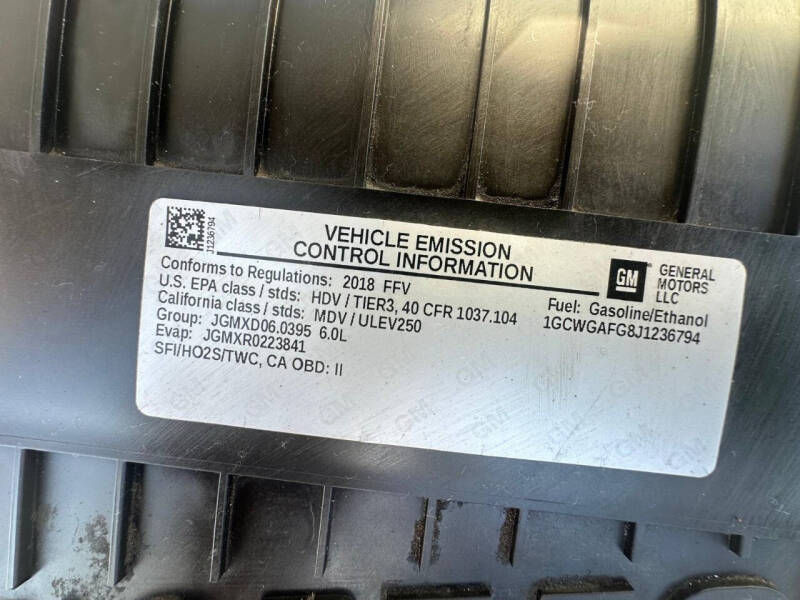 J1236794
VEHICLE EMISSION
CONTROL INFORMATION
GM
GENERAL
MOTORS
LLC
Conforms to Regulations: 2018 FFV
U.S. EPA class / stds: HDV / TIER3, 40 CFR 1037.104
California class / stds: MDV / ULEV250
Group: JGMXD06.0395 6.0L
Evap: JGMXR0223841
SFI/HO2S/TWC, CA OBD: II
Fuel: Gasoline/Ethanol
1GCWGAFG8J1236794